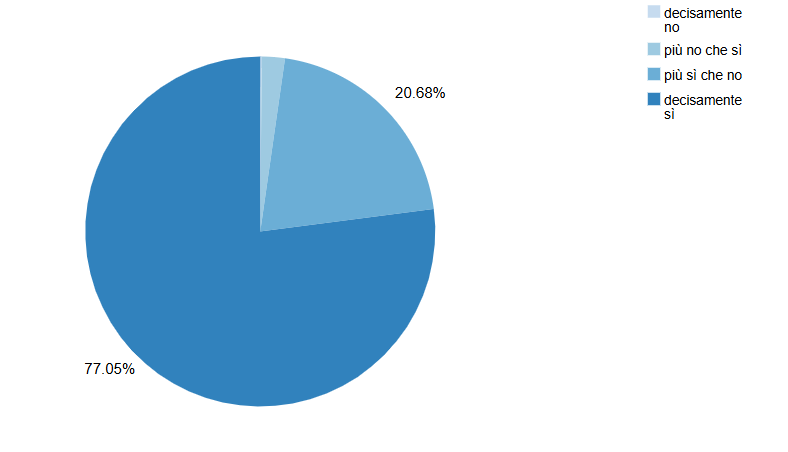 decisamente
no
più no che sì
più sì che no
decisamente
sì
20.68%
77.05%